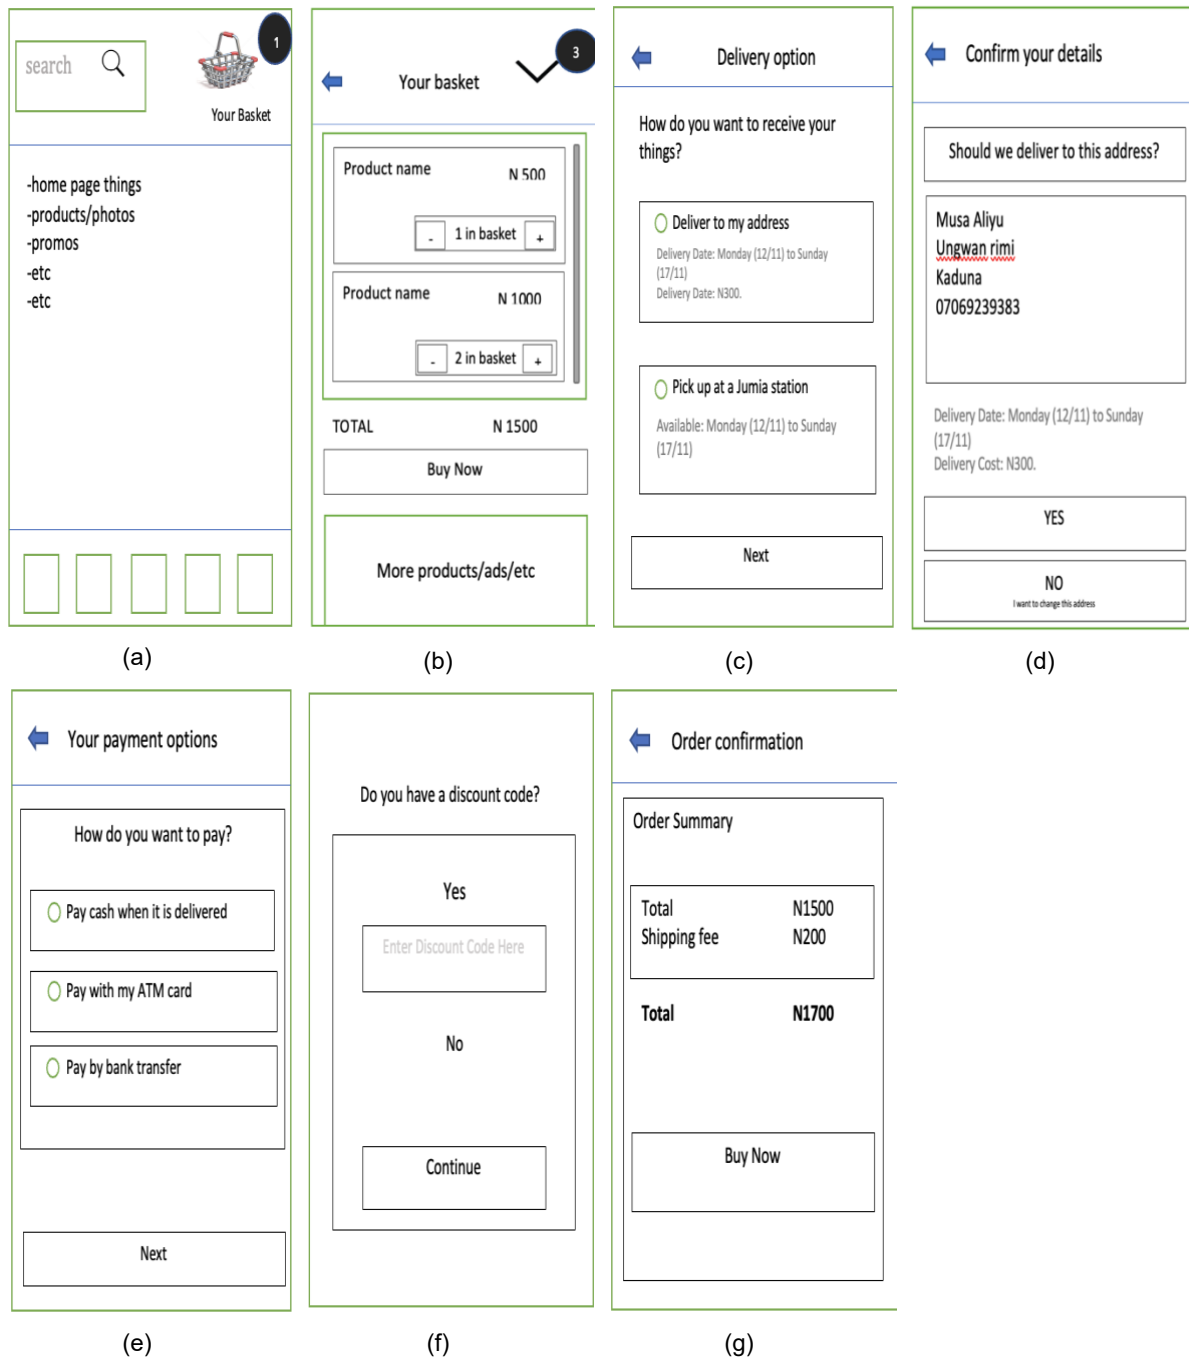 search
1
Your Basket
-home page things
-products/photos
-promos
-etc
-etc
(a)
3
Your basket
Product name
N 500
-
1 in basket
+
Product name
N 1000
-
2 in basket
+
TOTAL
N 1500
Buy Now
More products/ads/etc
(b)
Delivery option
How do you want to receive your
things?
Deliver to my address
Delivery Date: Monday (12/11) to Sunday
(17/11)
Delivery Date: N300.
Pick up at a Jumia station
Available: Monday (12/11) to Sunday
(17/11)
Next
(c)
Confirm your details
Should we deliver to this address?
Musa Aliyu
Ungwan rimi
Kaduna
07069239383
Delivery Date: Monday (12/11) to Sunday
(17/11)
Delivery Cost: N300.
YES
NO
I want to change this address
(d)
Your payment options
How do you want to pay?
Pay cash when it is delivered
Pay with my ATM card
Pay by bank transfer
Next
(e)
Do you have a discount code?
Yes
Enter Discount Code Here
No
Continue
(f)
Order confirmation
Order Summary
Total N1500
Shipping fee N200
Total N1700
Buy Now
(g)